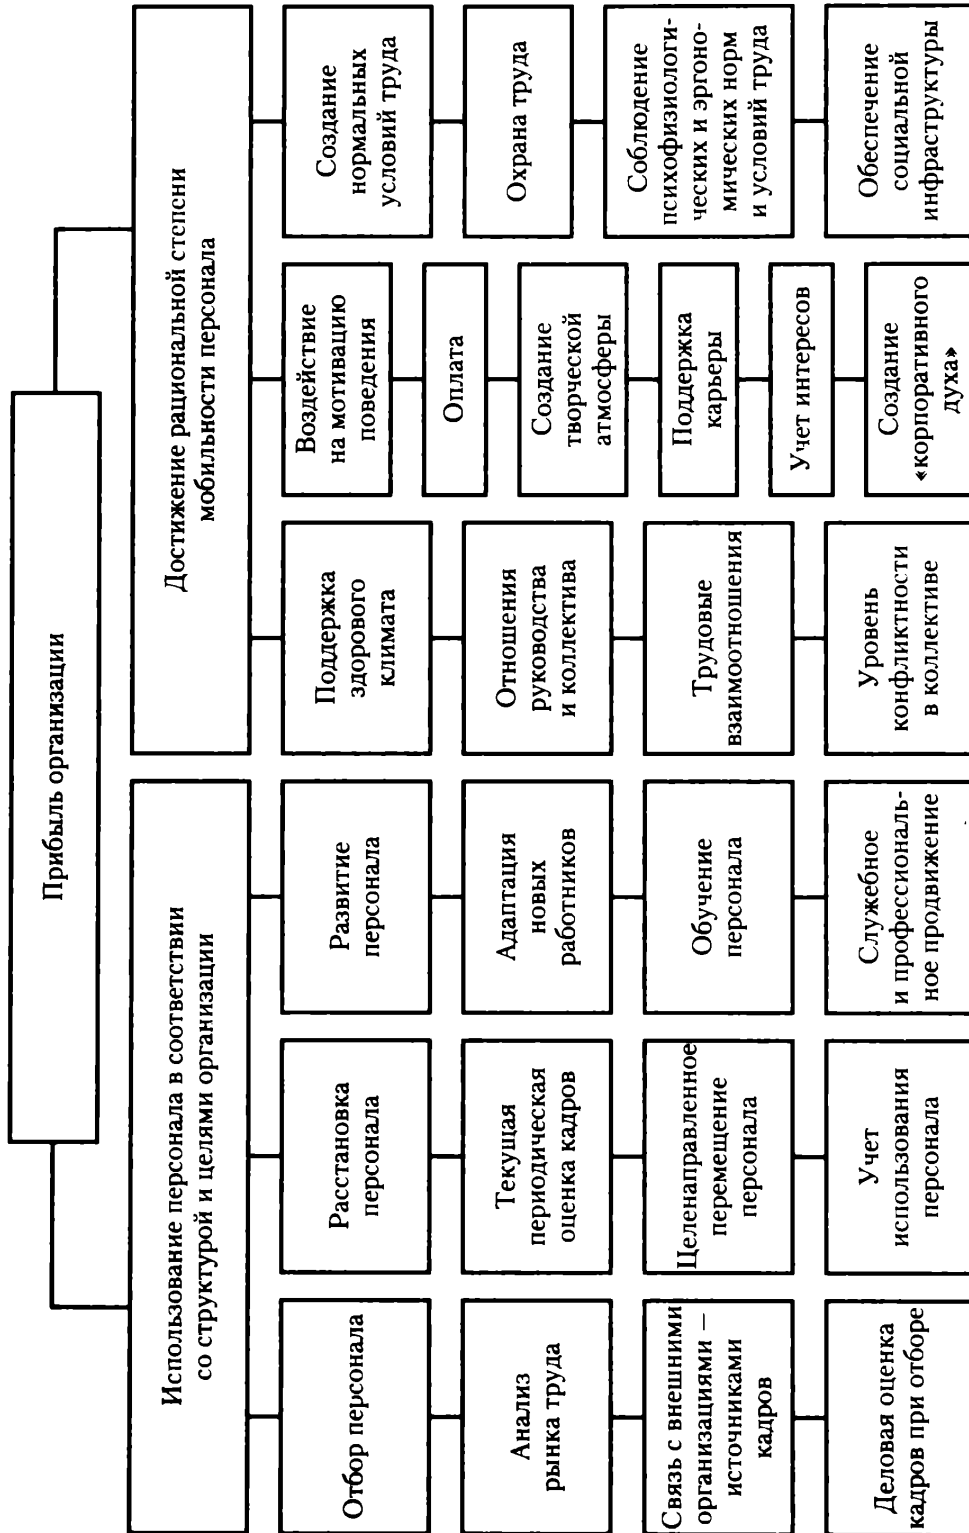 Прибыль организации
Использование персонала в соответствии
со структурой и целями организации
Достижение рациональной степени
мобильности персонала
Отбор персонала
Анализ
рынка труда
Связь с внешними
организациями —
источниками
кадров
Деловая оценка
кадров при отборе
Расстановка
персонала
Текущая
периодическая
оценка кадров
Целенаправленное
перемещение
персонала
Учет
использования
персонала
Развитие
персонала
Адаптация
новых
работников
Обучение
персонала
Служебное
и профессиональ-
ное продвижение
Поддержка
здорового
климата
Отношения
руководства
и коллектива
Трудовые
взаимоотношения
Уровень
конфликтности
в коллективе
Воздействие
на мотивацию
поведения
Оплата
Создание
творческой
атмосферы
Поддержка
карьеры
Учет интересов
Создание
«корпоративного
духа»
Создание
нормальных
условий труда
Охрана труда
Соблюдение
психофизиологи-
ческих и эргоно-
мических норм
и условий труда
Обеспечение
социальной
инфраструктуры